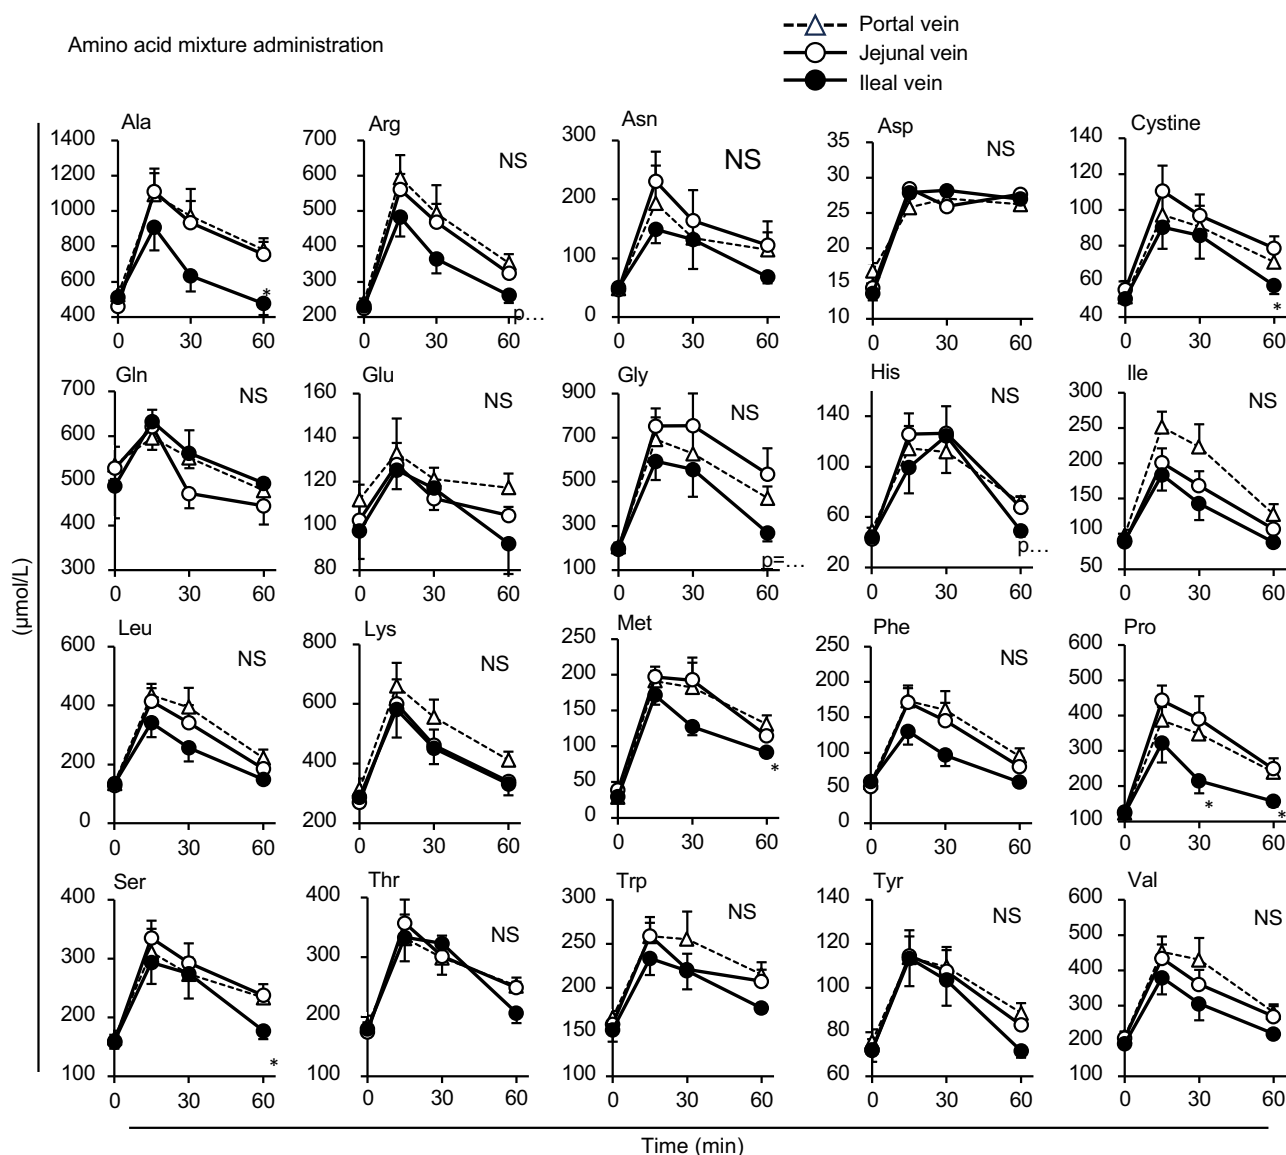 Amino acid mixture administration
Portal vein
Jejunal vein
Ileal vein
(μmol/L)
Ala
1400
1200
1000
800
600
400
*
0 30 60
Arg
700
600
500
400
300
200
NS
p…
0 30 60
Asn
300
200
100
0
NS
0 30 60
Asp
35
30
25
20
15
10
NS
0 30 60
Cystine
140
120
100
80
60
40
*
0 30 60
Gln
700
600
500
400
300
NS
0 30 60
Glu
160
140
120
100
80
NS
0 30 60
Gly
900
700
500
300
100
NS
p=…
0 30 60
His
140
100
60
20
NS
p…
0 30 60
Ile
300
250
200
150
100
50
NS
0 30 60
Leu
600
400
200
0
NS
0 30 60
Lys
800
600
400
200
NS
0 30 60
Met
250
200
150
100
50
0
*
0 30 60
Phe
250
200
150
100
50
0
NS
0 30 60
Pro
600
500
400
300
200
100
*
*
0 30 60
Ser
400
300
200
100
*
0 30 60
Thr
400
300
200
100
NS
0 30 60
Trp
300
250
200
150
100
NS
0 30 60
Tyr
140
120
100
80
60
NS
0 30 60
Val
600
500
400
300
200
100
NS
0 30 60
Time (min)